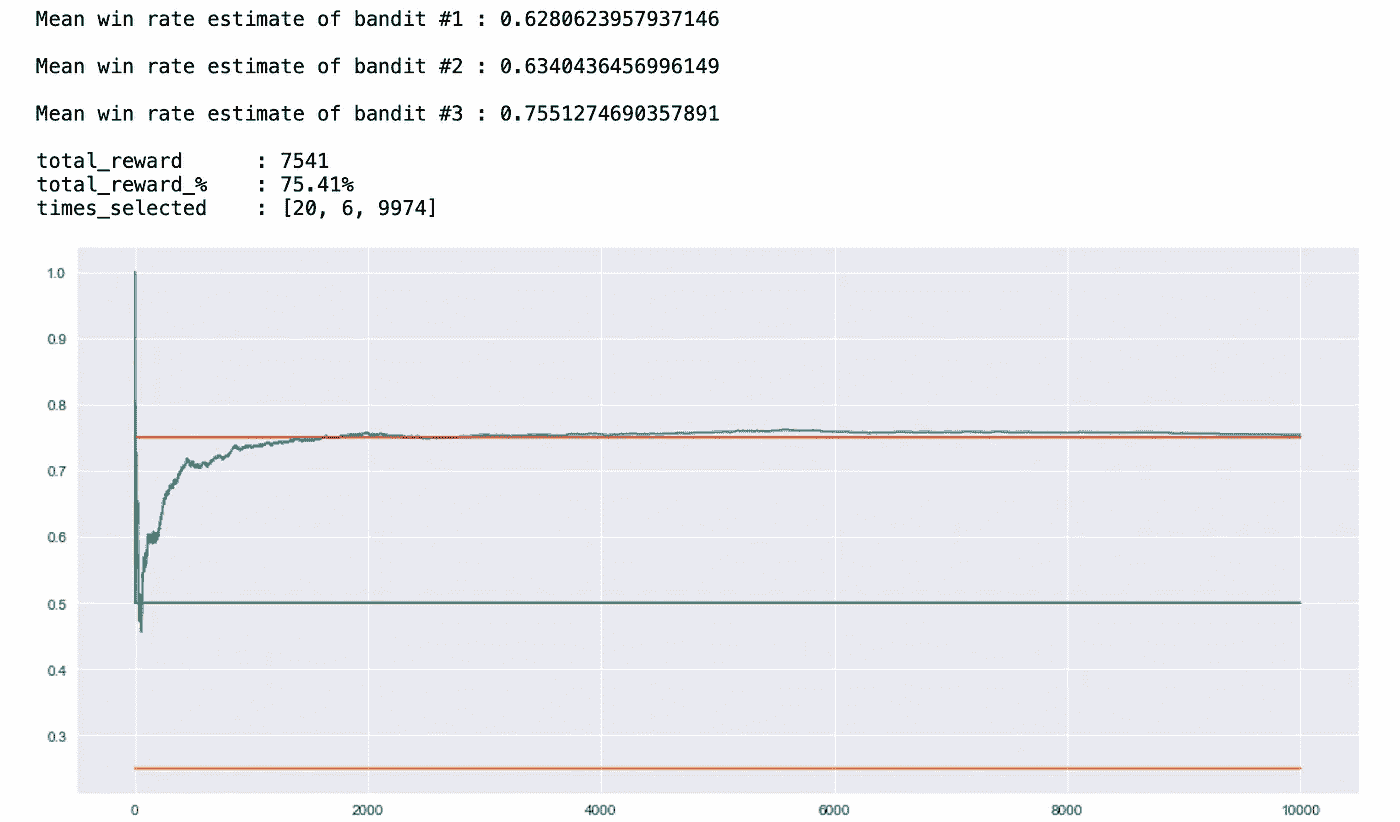 Mean win rate estimate of bandit #1 : 0.6280623957937146
Mean win rate estimate of bandit #2 : 0.6340436456996149
Mean win rate estimate of bandit #3 : 0.7551274690357891
total_reward : 7541
total_reward_% : 75.41%
times_selected : [20, 6, 9974]
1.0
0.9
0.8
0.7
0.6
0.5
0.4
0.3
0 2000 4000 6000 8000 10000